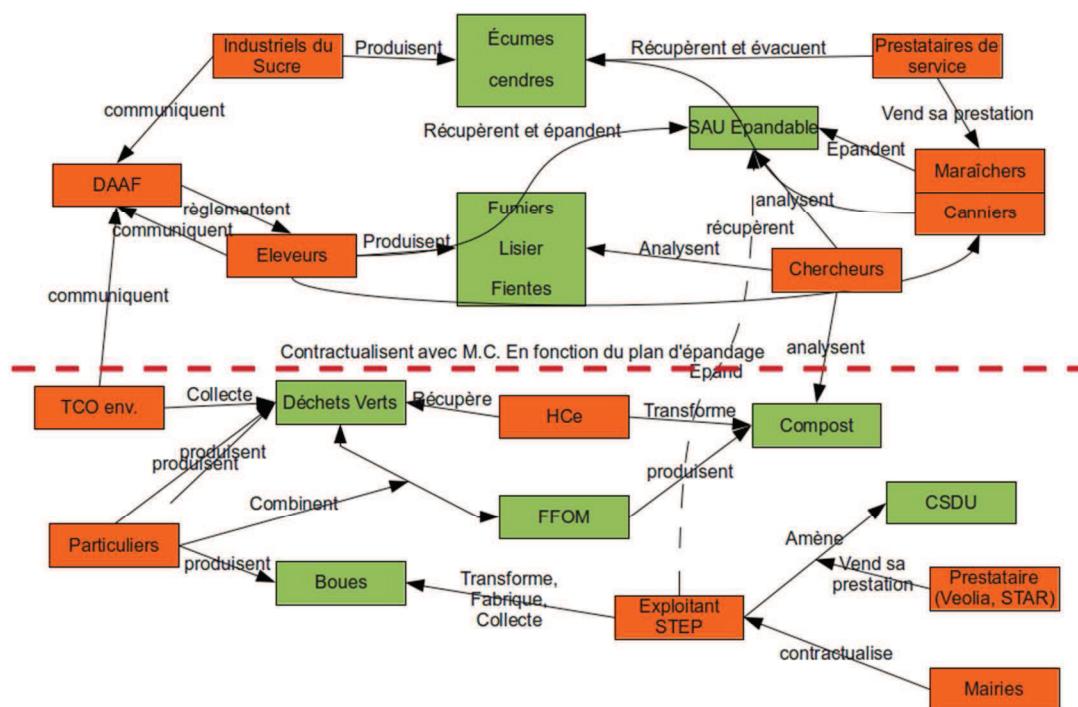 Industriels du
Sucre
Produisent
Écumes
cendres
Récupèrent et évacuent
Prestataires de
service
communiquent
Vend sa prestation
Récupèrent et épandent
SAU Epandable
Épandent
Maraîchers
DAAF
analysent
règlementent
communiquent
Fumiers
Canniers
récupèrent
Eleveurs
Produisent
Lisier
Analysent
Chercheurs
Fientes
communiquent
Contractualisent avec M.C. En fonction du plan d'épandage
analysent
Epand
TCO env.
Collecte
Déchets Verts
Récupère
HCe
Transforme
Compost
produisent
produisent
produisent
Combinent
FFOM
CSDU
Particuliers
Amène
produisent
Boues
Transforme,
Fabrique,
Collecte
Vend sa
prestation
Prestataire
(Veolia, STAR)
Exploitant
STEP
contractualise
Mairies